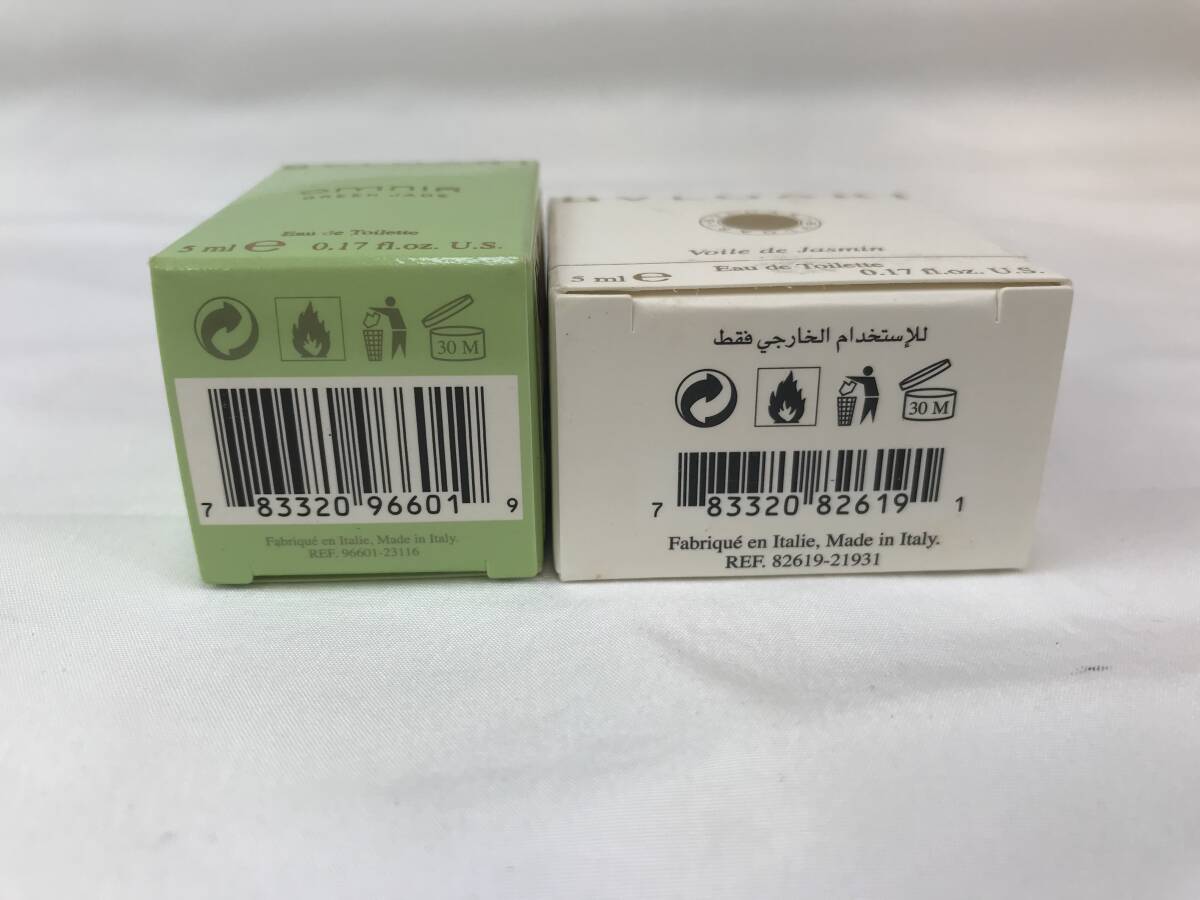 omnia
GREEN JADE
Eau de Toilette
5 ml e 0.17 fl.oz. U.S.
30 M
7 83320 96601 9
Fabriqué en Italie, Made in Italy.
REF. 96601-23116
BVLGARI
Voile de Jasmin
Eau de Toilette
5 ml e 0.17 fl.oz. U.S.
للإستخدام الخارجي فقط
30 M
7 83320 82619 1
Fabriqué en Italie, Made in Italy.
REF. 82619-21931